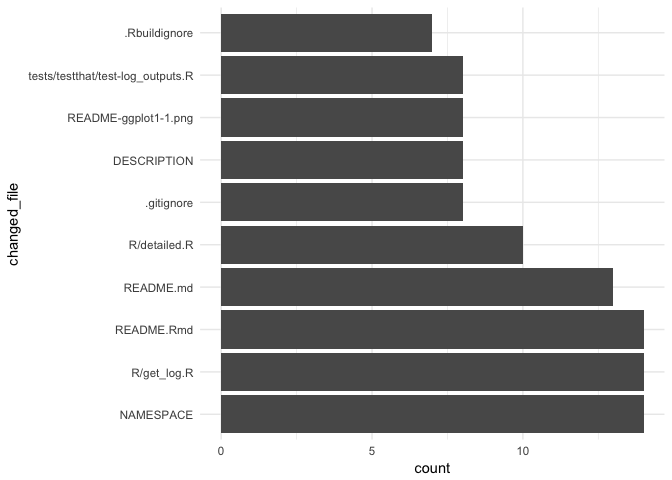 .Rbuildignore
tests/testthat/test-log_outputs.R
README-ggplot1-1.png
DESCRIPTION
.gitignore
R/detailed.R
README.md
README.Rmd
R/get_log.R
NAMESPACE
changed_file
0 5 10
count